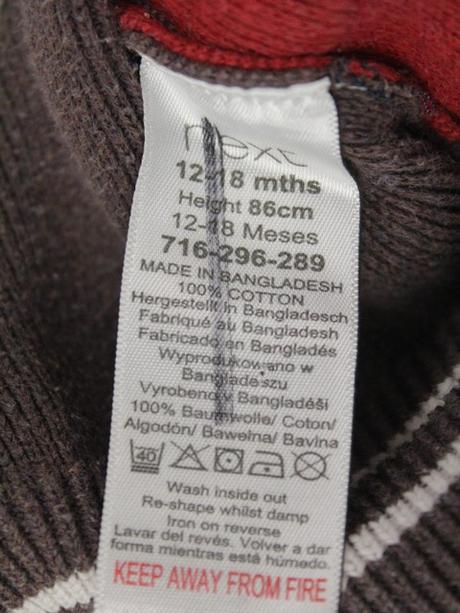 next
12-18 mths
Height 86cm
12-18 Meses
716-296-289
MADE IN BANGLADESH
100% COTTON
Hergestellt in Bangladesch
Fabriqué au Bangladesh
Fabricado en Bangladés
Wyprodukowano w
Bangladeszu
Vyrobeno v Bangladéši
100% Baumwolle/ Coton/
Algodón/ Bawełna/ Bavlna
40
Wash inside out
Re-shape whilst damp
Iron on reverse
Lavar del revés. Volver a dar
forma mientras está húmedo.
KEEP AWAY FROM FIRE